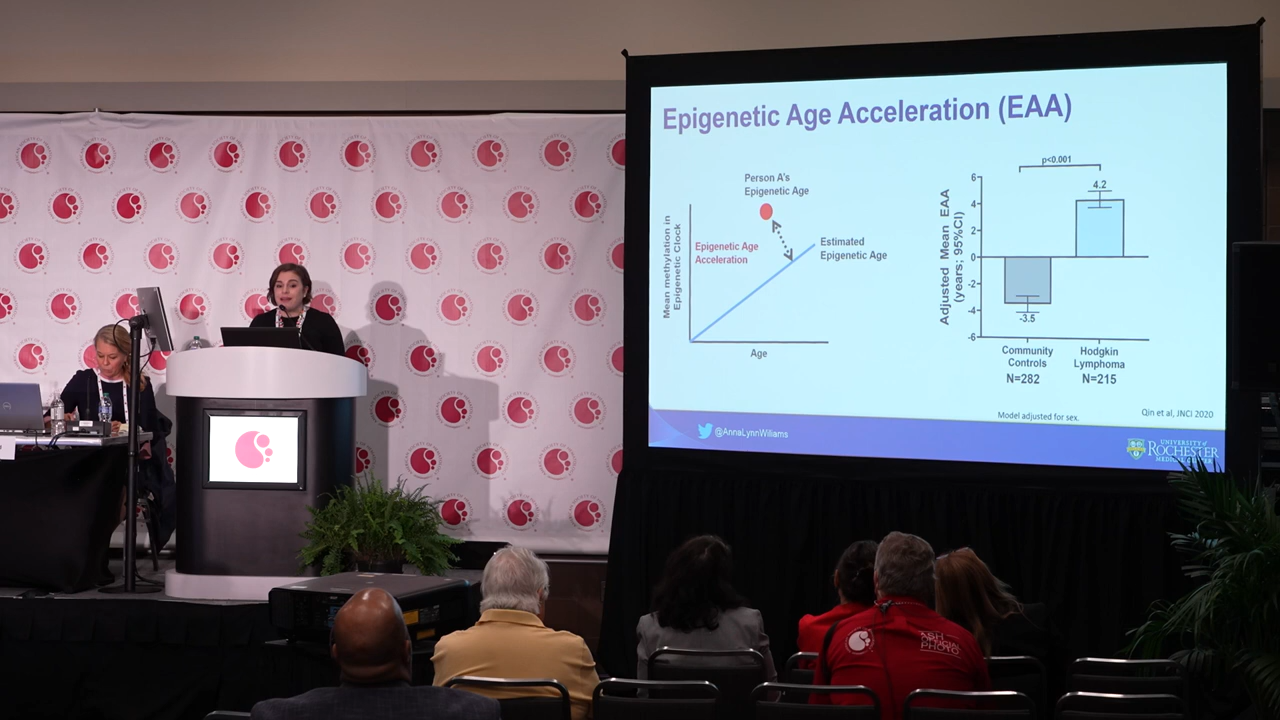 Epigenetic Age Acceleration (EAA)
Person A's
Epigenetic Age
Mean methylation in
Epigenetic Clock
Epigenetic Age
Acceleration
Estimated
Epigenetic Age
Age
p<0.001
Adjusted Mean EAA
(years; 95%CI)
6
4
2
0
-2
-4
-6
4.2
-3.5
Community
Controls
N=282
Hodgkin
Lymphoma
N=215
Model adjusted for sex.
Qin et al, JNCI 2020
@AnnaLynnWilliams
UNIVERSITY of
ROCHESTER
MEDICAL CENTER
ASH
OFFICIAL
PHOTO